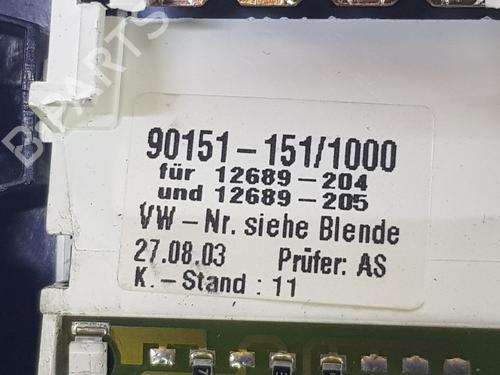 B-PARTS
90151-151/1000
für 12689-204
und 12689-205
VW-Nr. siehe Blende
27.08.03 Prüfer: AS
K.-Stand: 11